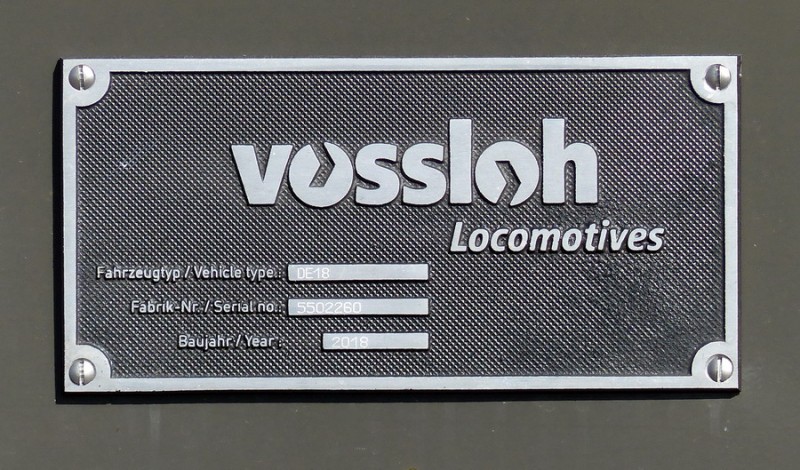 vossloh
Locomotives
Fahrzeugtyp / Vehicle type.: DE18
Fabrik-Nr. / Serial no.: 5502260
Baujahr / Year : 2018